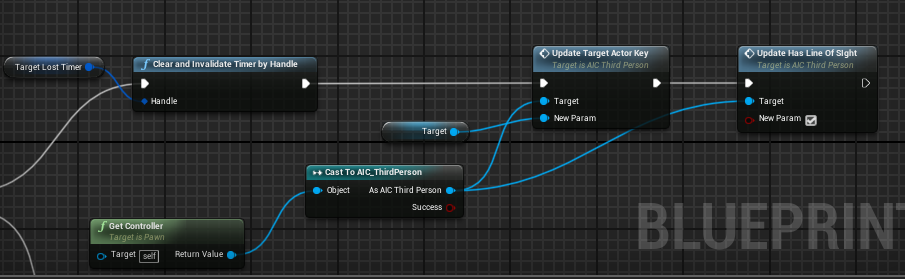 Target Lost Timer
Clear and Invalidate Timer by Handle
Handle
Target
Update Target Actor Key
Target is AIC Third Person
Target
New Param
Update Has Line Of SIght
Target is AIC Third Person
Target
New Param
Cast To AIC_ThirdPerson
Object
As AIC Third Person
Success
Get Controller
Target is Pawn
Target
self
Return Value
BLUEPRINT